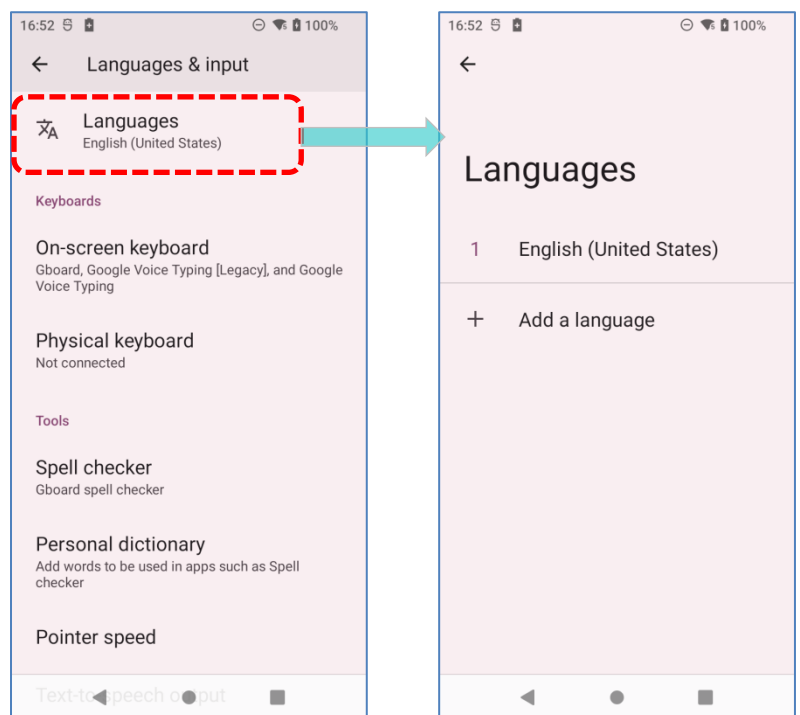 16:52 100%
Languages & input
Languages
English (United States)
Keyboards
On-screen keyboard
Gboard, Google Voice Typing [Legacy], and Google
Voice Typing
Physical keyboard
Not connected
Tools
Spell checker
Gboard spell checker
Personal dictionary
Add words to be used in apps such as Spell
checker
Pointer speed
Text-to-speech output
16:52 100%
Languages
1 English (United States)
+ Add a language